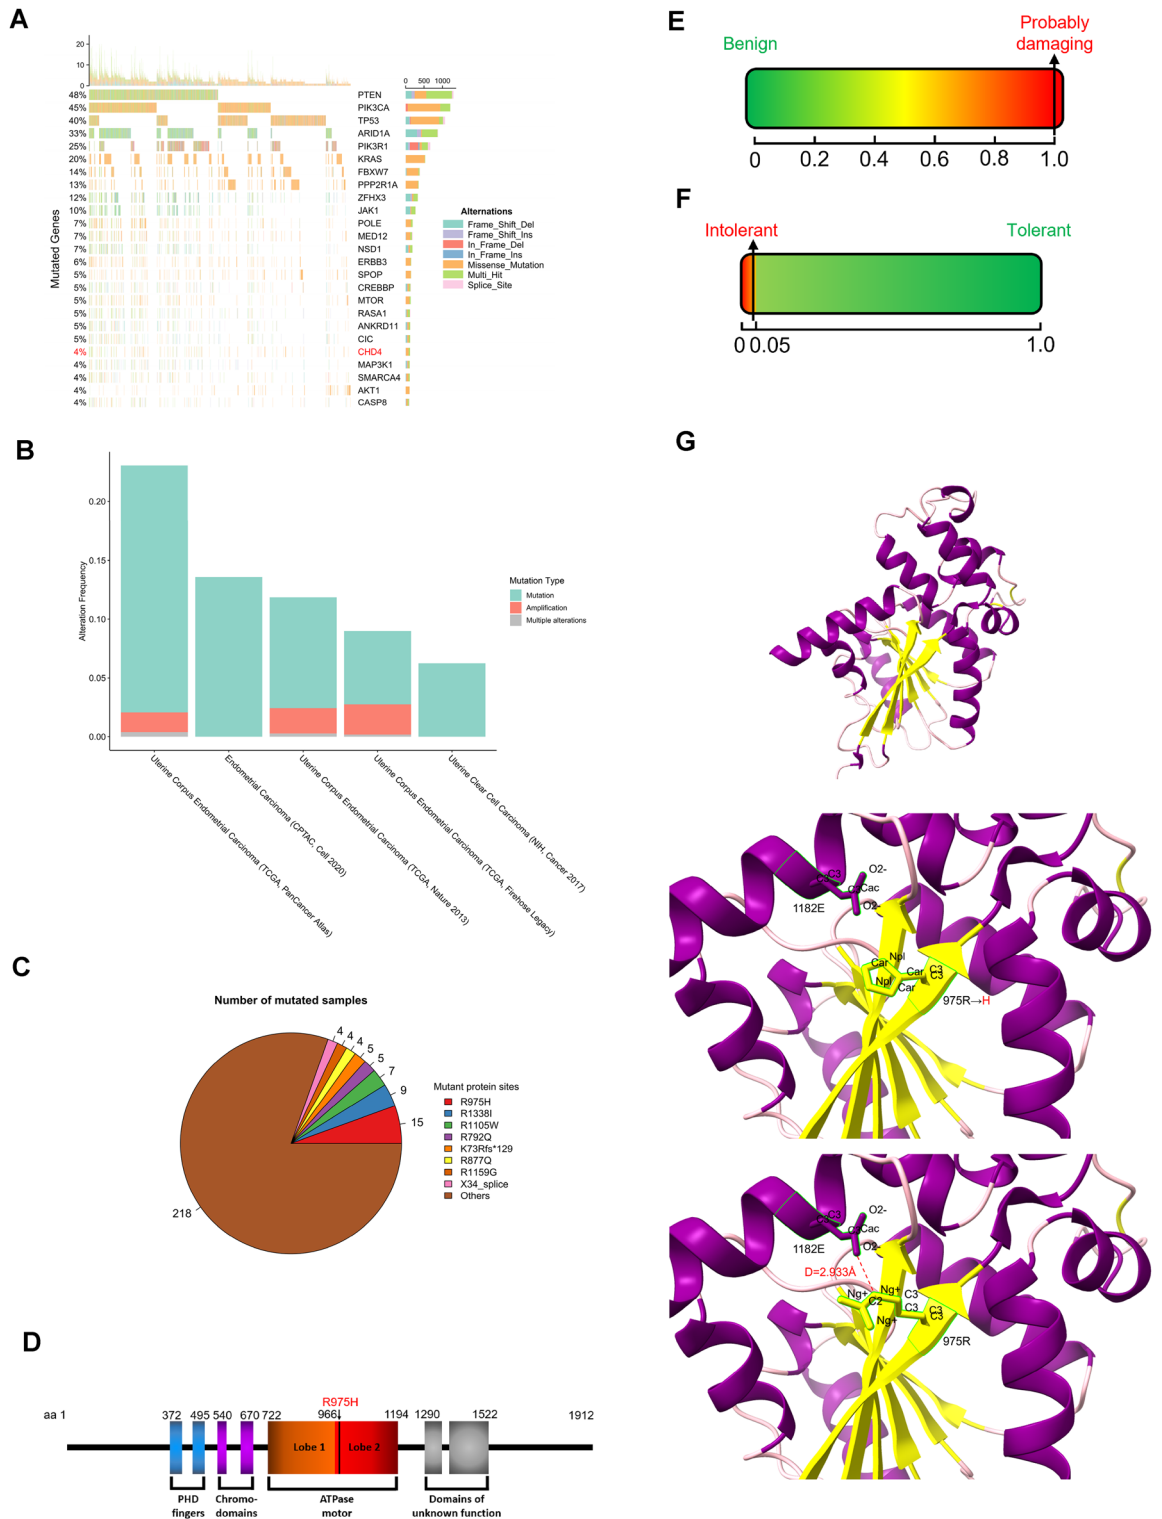 A
20
10
0
0 500 1000
48% PTEN
45% PIK3CA
40% TP53
33% ARID1A
25% PIK3R1
20% KRAS
14% FBXW7
13% PPP2R1A
12% ZFHX3
10% JAK1
7% POLE
7% MED12
7% NSD1
6% ERBB3
5% SPOP
5% CREBBP
5% MTOR
5% RASA1
5% ANKRD11
5% CIC
4% CHD4
4% MAP3K1
4% SMARCA4
4% AKT1
4% CASP8
Mutated Genes
Alternations
Frame_Shift_Del
Frame_Shift_Ins
In_Frame_Del
In_Frame_Ins
Missense_Mutation
Multi_Hit
Splice_Site
B
Alteration Frequency
0.20
0.15
0.10
0.05
0.00
Mutation Type
Mutation
Amplification
Multiple alterations
Uterine Corpus Endometrial Carcinoma (TCGA, PanCancer Atlas)
Endometrial Carcinoma (CPTAC, Cell 2020)
Uterine Corpus Endometrial Carcinoma (TCGA, Nature 2013)
Uterine Corpus Endometrial Carcinoma (TCGA, Firehose Legacy)
Uterine Clear Cell Carcinoma (NIH, Cancer 2017)
C
Number of mutated samples
4
4
4
5
5
7
9
15
218
Mutant protein sites
R975H
R1338I
R1105W
R792Q
K73Rfs*129
R877Q
R1159G
X34_splice
Others
D
R975H
aa 1 372 495 540 670 722 966 1194 1290 1522 1912
Lobe 1 Lobe 2
PHD
fingers
Chromo-
domains
ATPase
motor
Domains of
unknown function
E
Benign
Probably
damaging
0 0.2 0.4 0.6 0.8 1.0
F
Intolerant Tolerant
0 0.05 1.0
G
C3 C3 O2-
C2 Cac
1182E O2-
Car Npl
Npl Car C3
C3
Car
975R→H
C3 C3 O2-
C2 Cac
1182E O2-
D=2.933Å
Ng+ Ng+ C3
C2 C3 C3
C3
Ng+
975R